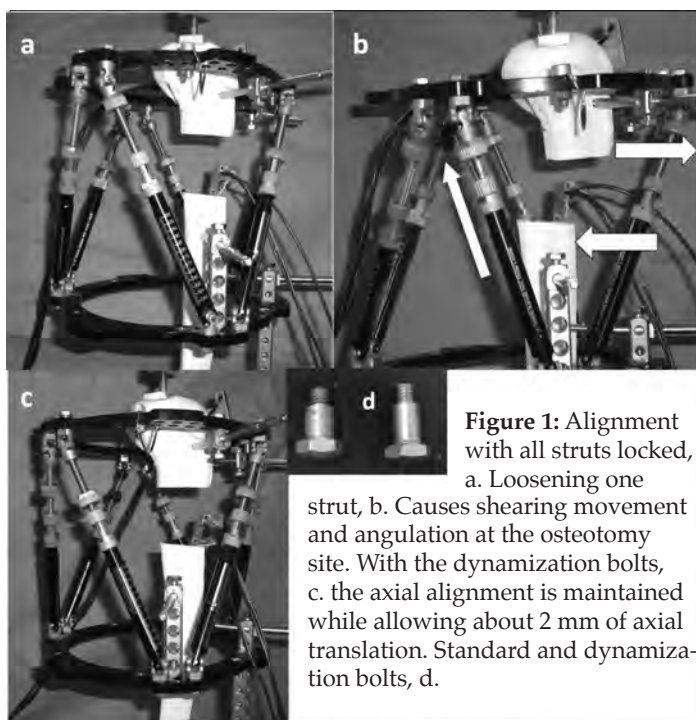 a
b
c
d
Figure 1: Alignment
with all struts locked,
a. Loosening one
strut, b. Causes shearing movement
and angulation at the osteotomy
site. With the dynamization bolts,
c. the axial alignment is maintained
while allowing about 2 mm of axial
translation. Standard and dynamiza-
tion bolts, d.